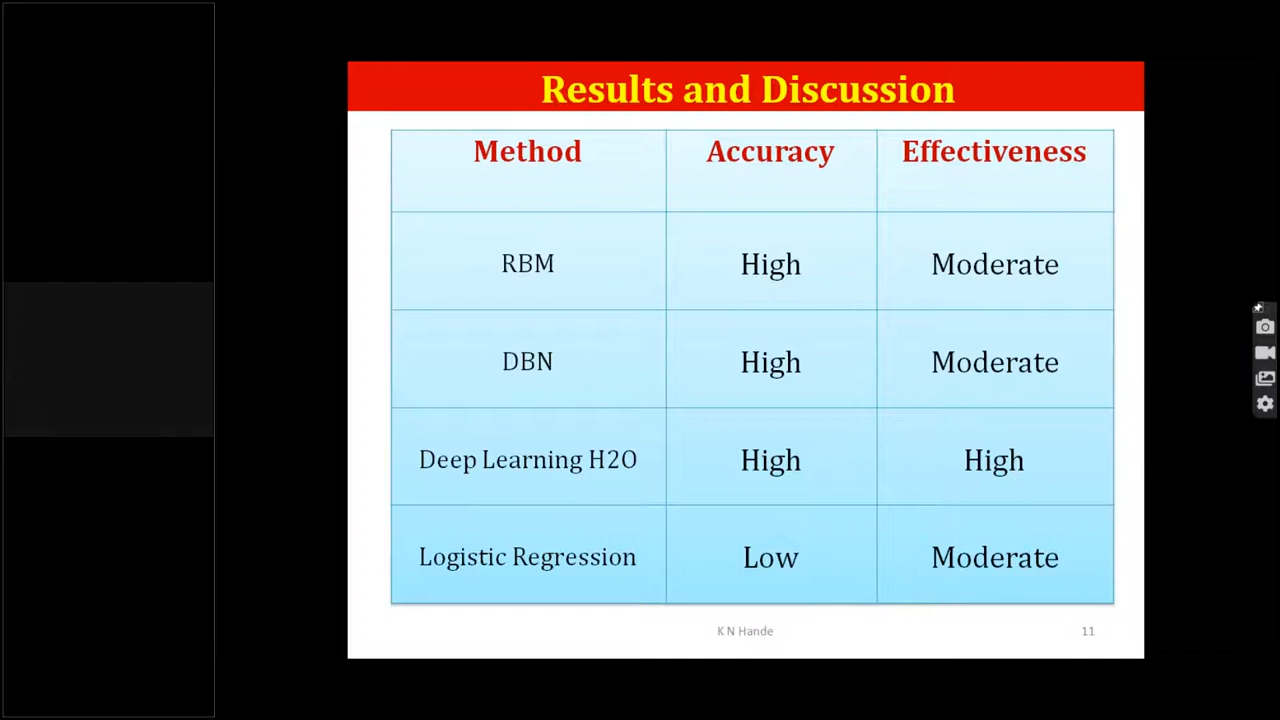 Results and Discussion
Method Accuracy Effectiveness
RBM High Moderate
DBN High Moderate
Deep Learning H2O High High
Logistic Regression Low Moderate
K N Hande 11